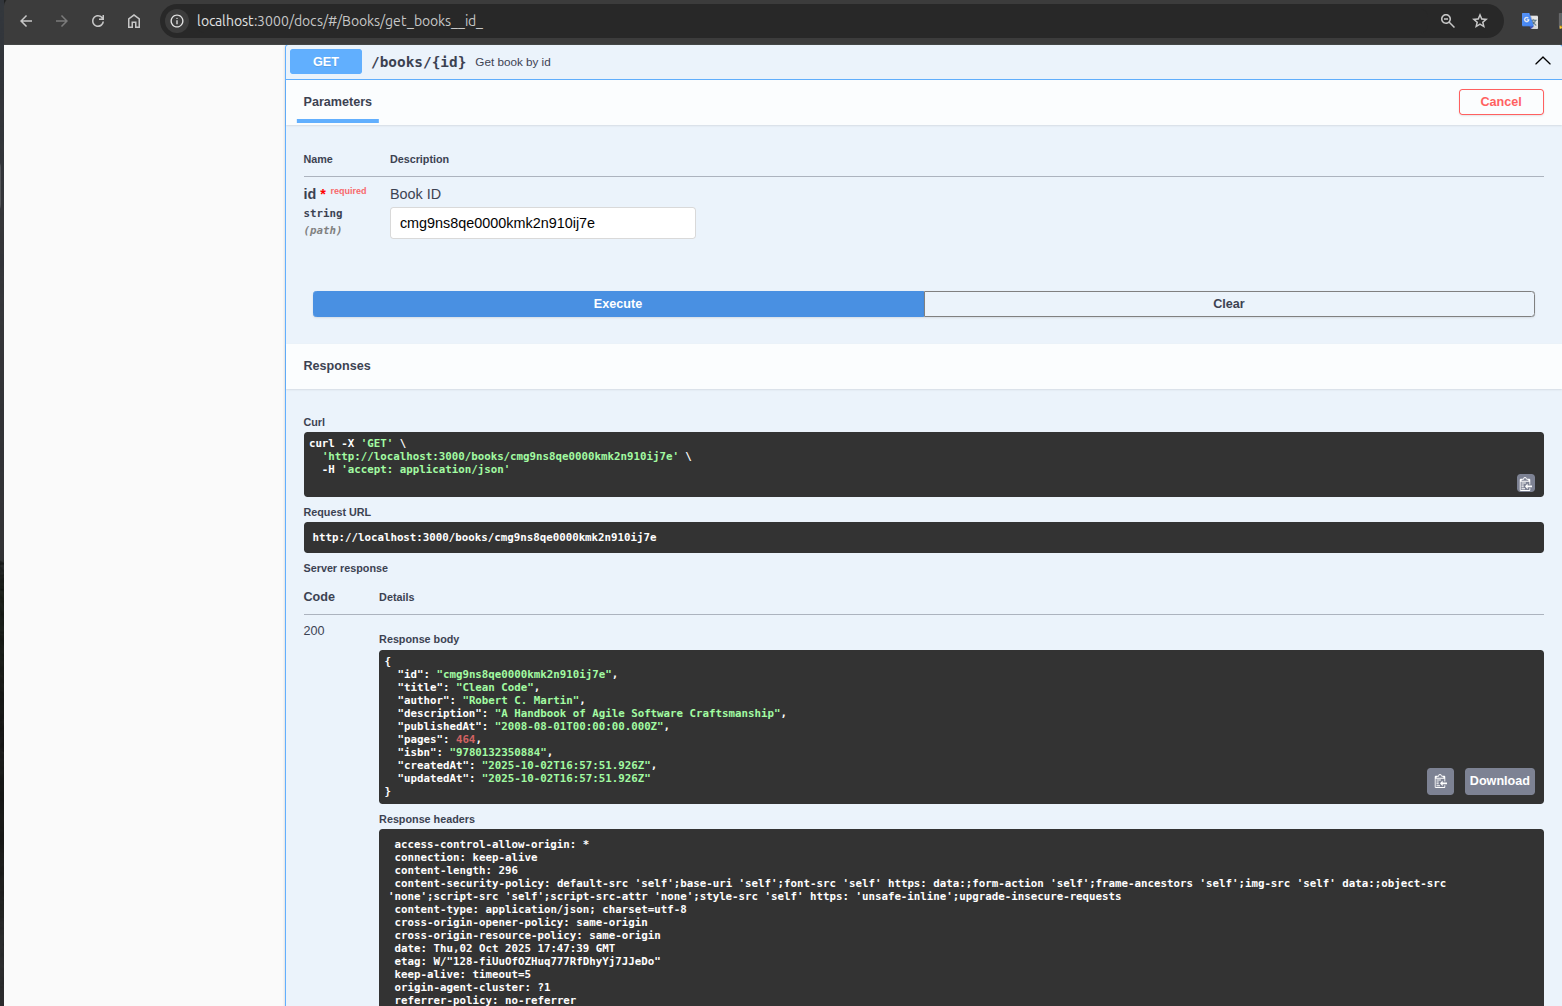 localhost:3000/docs/#/Books/get_books__id_
GET /books/{id} Get book by id
Parameters
Cancel
Name Description
id * required
string
(path)
Book ID
cmg9ns8qe0000kmk2n910ij7e
Execute Clear
Responses
Curl
curl -X 'GET' \
'http://localhost:3000/books/cmg9ns8qe0000kmk2n910ij7e' \
-H 'accept: application/json'
Request URL
http://localhost:3000/books/cmg9ns8qe0000kmk2n910ij7e
Server response
Code Details
200
Response body
{
"id": "cmg9ns8qe0000kmk2n910ij7e",
"title": "Clean Code",
"author": "Robert C. Martin",
"description": "A Handbook of Agile Software Craftsmanship",
"publishedAt": "2008-08-01T00:00:00.000Z",
"pages": 464,
"isbn": "9780132350884",
"createdAt": "2025-10-02T16:57:51.926Z",
"updatedAt": "2025-10-02T16:57:51.926Z"
}
Download
Response headers
access-control-allow-origin: *
connection: keep-alive
content-length: 296
content-security-policy: default-src 'self';base-uri 'self';font-src 'self' https: data:;form-action 'self';frame-ancestors 'self';img-src 'self' data:;object-src
'none';script-src 'self';script-src-attr 'none';style-src 'self' https: 'unsafe-inline';upgrade-insecure-requests
content-type: application/json; charset=utf-8
cross-origin-opener-policy: same-origin
cross-origin-resource-policy: same-origin
date: Thu,02 Oct 2025 17:47:39 GMT
etag: W/"128-fiUuOfOZHuq777RfDhyYj7JJeDo"
keep-alive: timeout=5
origin-agent-cluster: ?1
referrer-policy: no-referrer